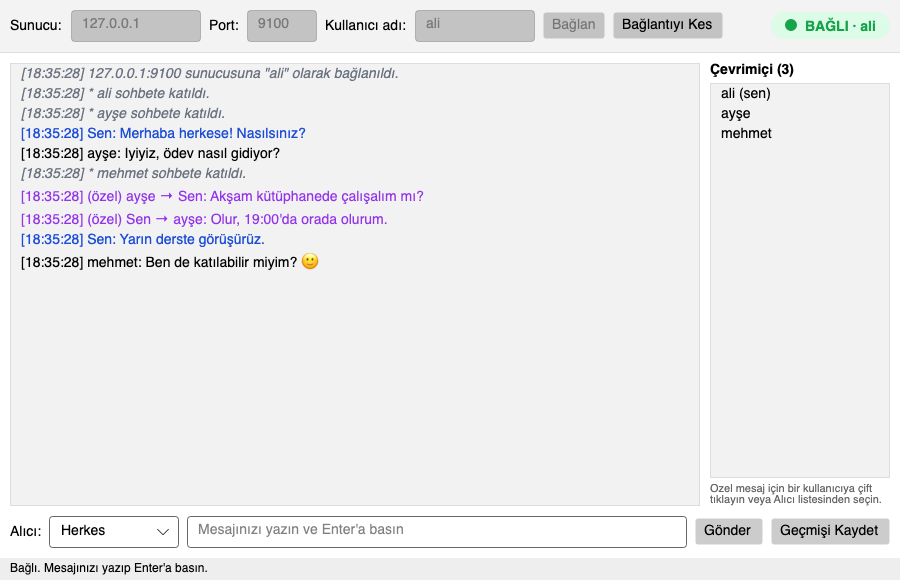 Sunucu: 127.0.0.1 Port: 9100 Kullanıcı adı: ali Bağlan Bağlantıyı Kes BAĞLI · ali
[18:35:28] 127.0.0.1:9100 sunucusuna "ali" olarak bağlanıldı.
[18:35:28] * ali sohbete katıldı.
[18:35:28] * ayşe sohbete katıldı.
[18:35:28] Sen: Merhaba herkese! Nasılsınız?
[18:35:28] ayşe: Iyiyiz, ödev nasıl gidiyor?
[18:35:28] * mehmet sohbete katıldı.
[18:35:28] (özel) ayşe → Sen: Akşam kütüphanede çalışalım mı?
[18:35:28] (özel) Sen → ayşe: Olur, 19:00'da orada olurum.
[18:35:28] Sen: Yarın derste görüşürüz.
[18:35:28] mehmet: Ben de katılabilir miyim? 🙂
Çevrimiçi (3)
ali (sen)
ayşe
mehmet
Ozel mesaj için bir kullanıcıya çift
tıklayın veya Alıcı listesinden seçin.
Alıcı: Herkes Mesajınızı yazın ve Enter'a basın Gönder Geçmişi Kaydet
Bağlı. Mesajınızı yazıp Enter'a basın.